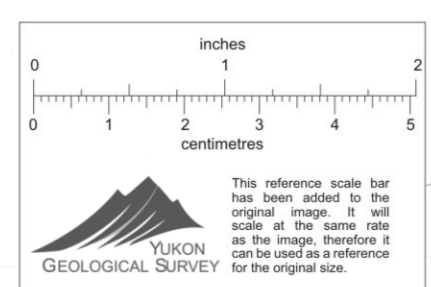 inches
0 1 2
0 1 2 3 4 5
centimetres
This reference scale bar
has been added to the
original image. It will
scale at the same rate
as the image, therefore it
can be used as a reference
for the original size.
YUKON
GEOLOGICAL SURVEY